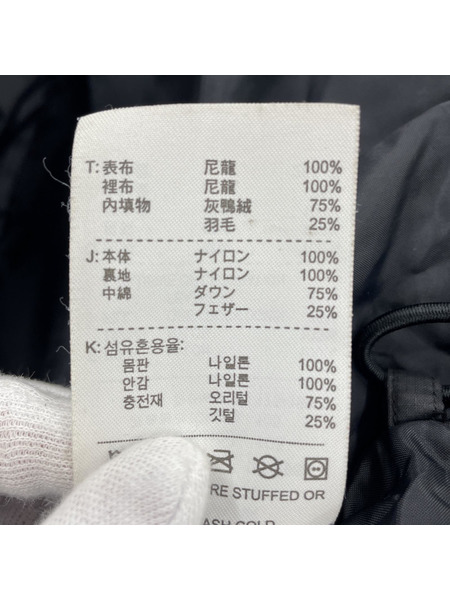 T: 表布 尼龍 100%
裡布 尼龍 100%
內填物 灰鴨絨 75%
羽毛 25%
J: 本体 ナイロン 100%
裏地 ナイロン 100%
中綿 ダウン 75%
フェザー 25%
K: 섬유혼용율:
몸판 나일론 100%
안감 나일론 100%
충전재 오리털 75%
깃털 25%
RE STUFFED OR
ASH COLD